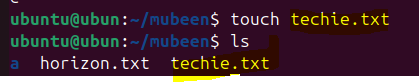 ubuntu@ubun:~/mubeen$ touch techie.txt
ubuntu@ubun:~/mubeen$ ls
a  horizon.txt  techie.txt